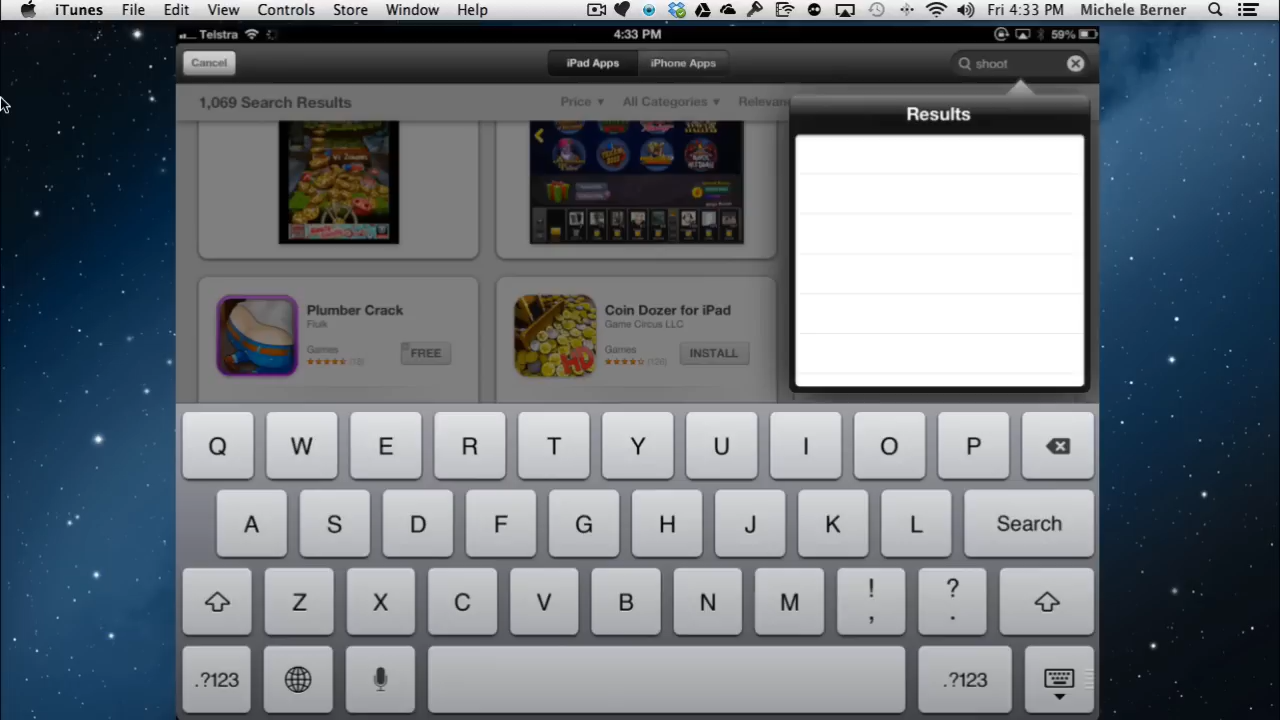 iTunes File Edit View Controls Store Window Help Fri 4:33 PM Michele Berner
Telstra 4:33 PM 59%
Cancel iPad Apps iPhone Apps shoot
1,069 Search Results Price ▾ All Categories ▾ Relevan
Results
Plumber Crack
Fiuik
Games
FREE
Coin Dozer for iPad
Game Circus LLC
Games
INSTALL
Q W E R T Y U I O P
A S D F G H J K L Search
Z X C V B N M ! , ? .
.?123 .?123